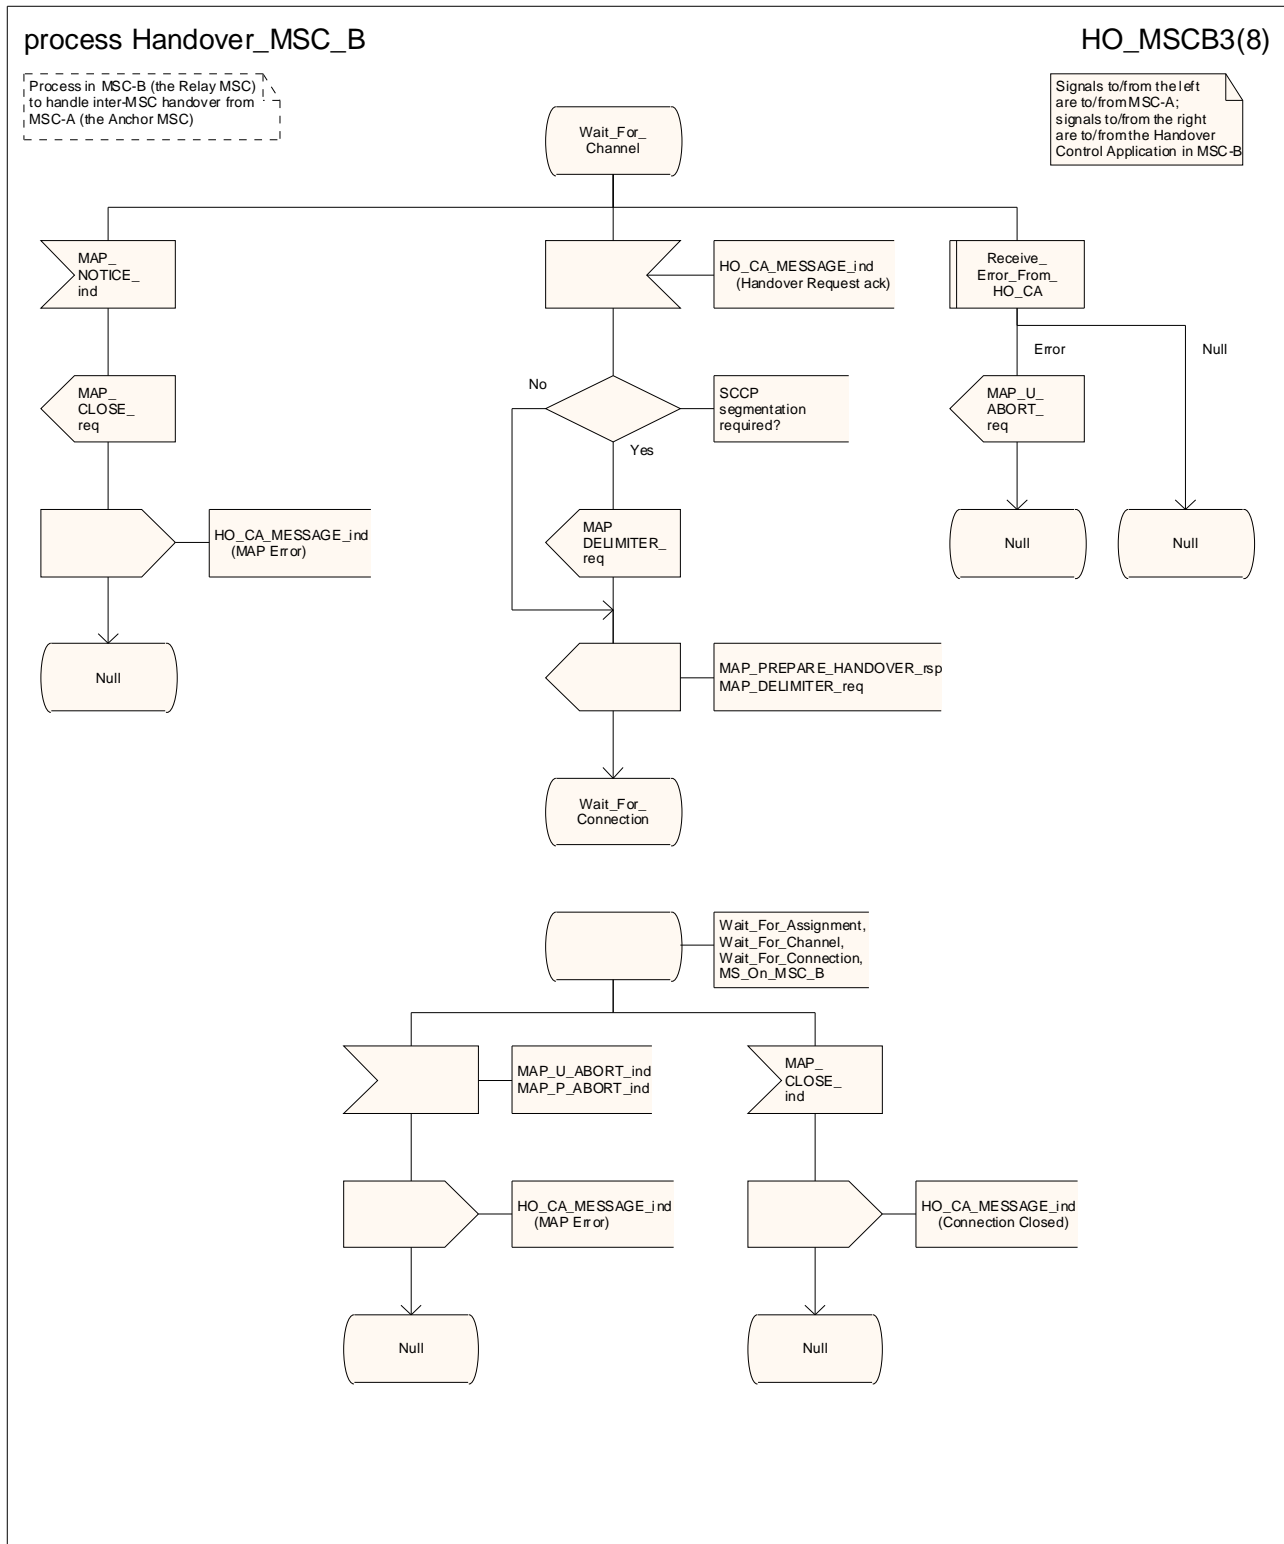 process Handover_MSC_B
HO_MSCB3(8)
Process in MSC-B (the Relay MSC)
to handle inter-MSC handover from
MSC-A (the Anchor MSC)
Signals to/from the left
are to/from MSC-A;
signals to/from the right
are to/from the Handover
Control Application in MSC-B
Wait_For_
Channel
MAP_
NOTICE_
ind
HO_CA_MESSAGE_ind
(Handover Request ack)
Receive_
Error_From_
HO_CA
Error
Null
No
MAP_
CLOSE_
req
SCCP
segmentation
required?
MAP_U_
ABORT_
req
Yes
HO_CA_MESSAGE_ind
(MAP Error)
MAP
DELIMITER_
req
Null
Null
Null
MAP_PREPARE_HANDOVER_rsp
MAP_DELIMITER_req
Wait_For_
Connection
Wait_For_Assignment,
Wait_For_Channel,
Wait_For_Connection,
MS_On_MSC_B
MAP_U_ABORT_ind
MAP_P_ABORT_ind
MAP_
CLOSE_
ind
HO_CA_MESSAGE_ind
(MAP Error)
HO_CA_MESSAGE_ind
(Connection Closed)
Null
Null